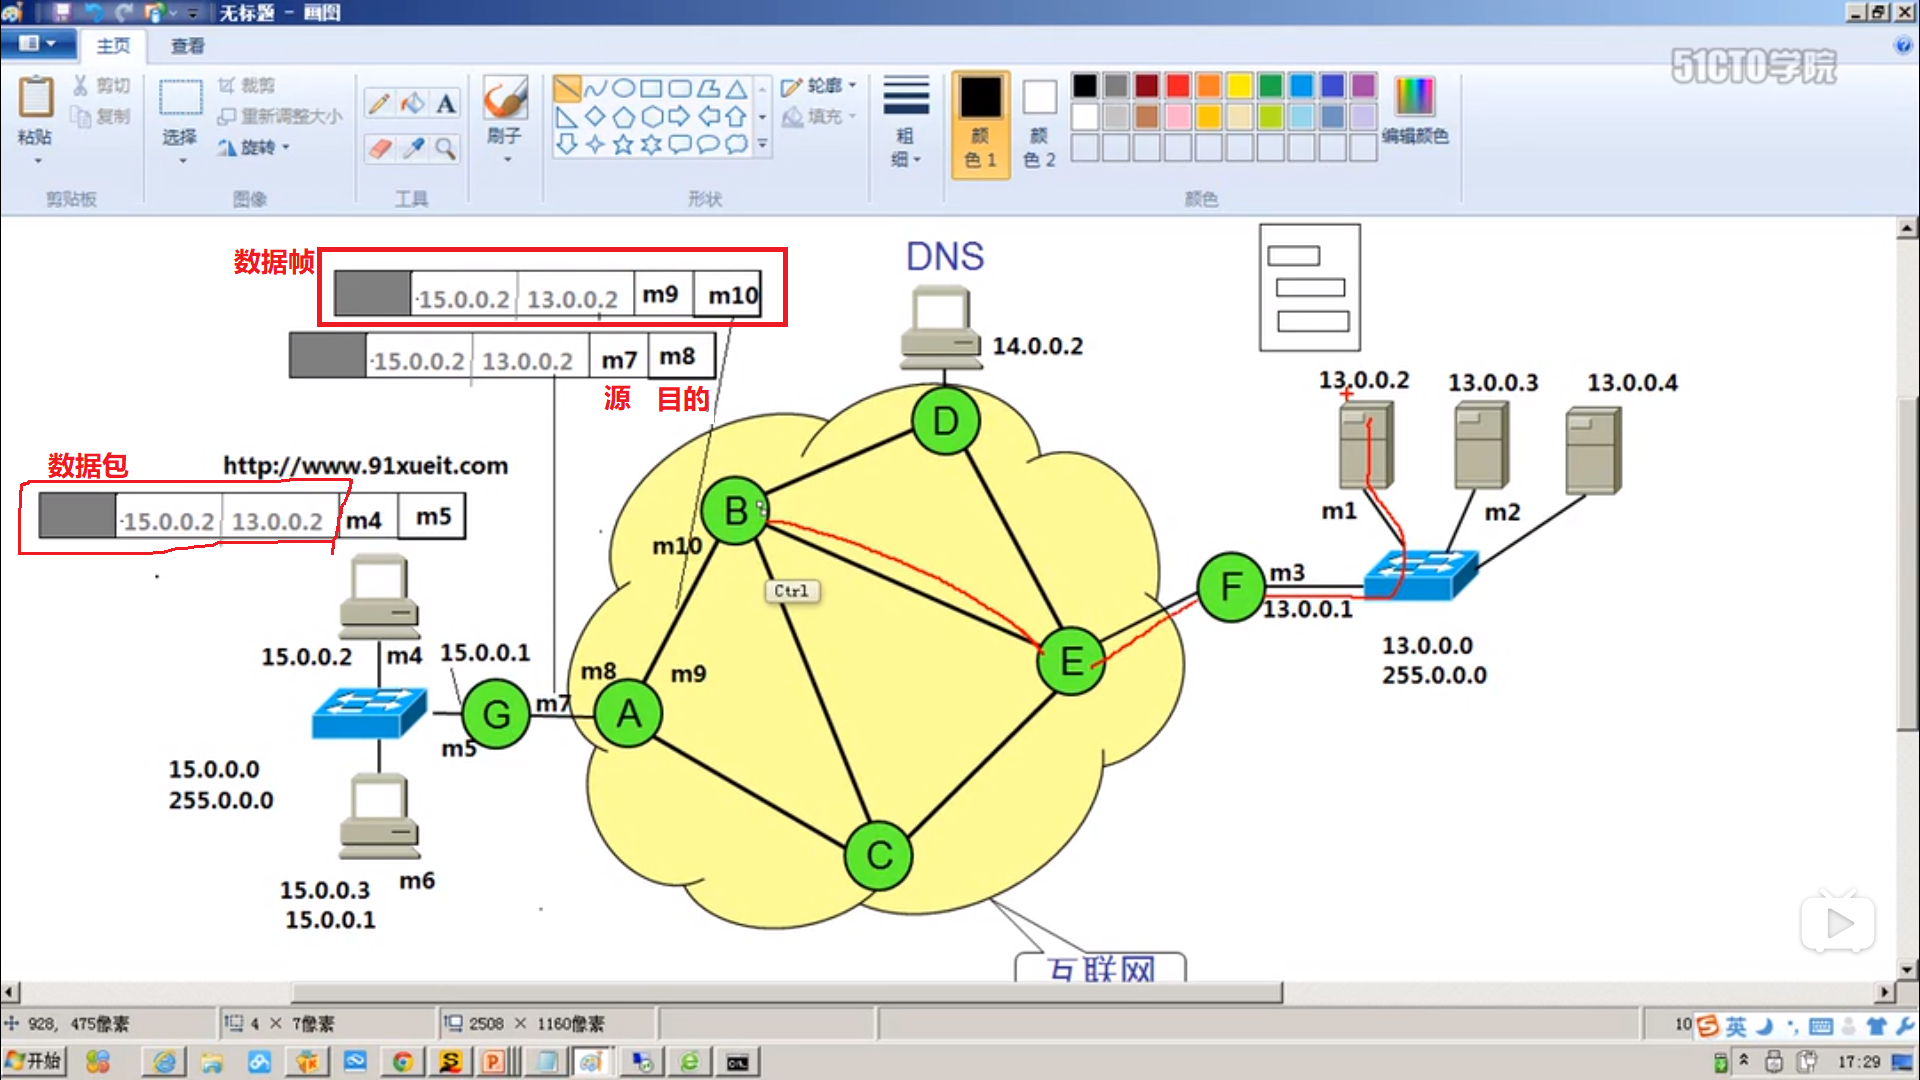 无标题 - 画图
主页
查看
51CTO学院
粘贴
剪切
复制
剪贴板
选择
裁剪
重新调整大小
旋转
图像
A
工具
刷子
轮廓
填充
形状
粗细
颜色 1
颜色 2
编辑颜色
颜色
数据帧
15.0.0.2 13.0.0.2 m9 m10
15.0.0.2 13.0.0.2 m7 m8
源 目的
数据包
http://www.91xueit.com
15.0.0.2 13.0.0.2 m4 m5
DNS
14.0.0.2
13.0.0.2 13.0.0.3 13.0.0.4
m1 m2
D
B
m10
Ctrl
F
m3
13.0.0.1
13.0.0.0
255.0.0.0
E
15.0.0.2 m4 15.0.0.1
m8 m9
G m7 A
m5
15.0.0.0
255.0.0.0
C
15.0.0.3 m6
15.0.0.1
互联网
928, 475像素
4 × 7像素
2508 × 1160像素
10
英
开始
17:29